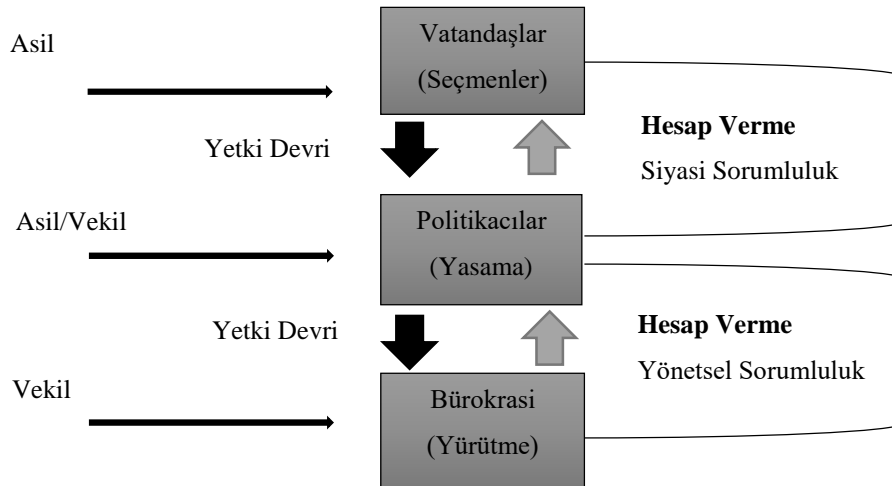 Asil
Vatandaşlar
(Seçmenler)
Yetki Devri
Hesap Verme
Siyasi Sorumluluk
Asil/Vekil
Politikacılar
(Yasama)
Yetki Devri
Hesap Verme
Yönetsel Sorumluluk
Vekil
Bürokrasi
(Yürütme)